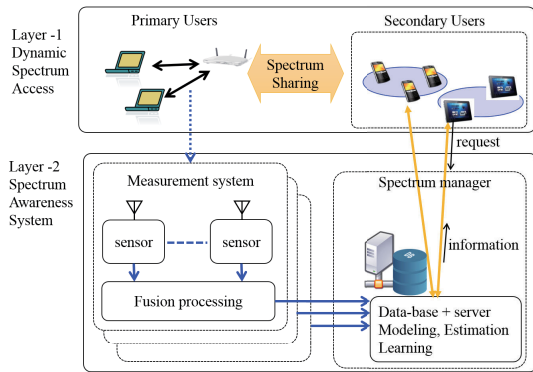 Primary Users
Secondary Users
Layer -1
Dynamic
Spectrum
Access
Spectrum
Sharing
request
Layer -2
Spectrum
Awareness
System
Measurement system
Spectrum manager
sensor
sensor
information
Fusion processing
Data-base + server
Modeling, Estimation
Learning